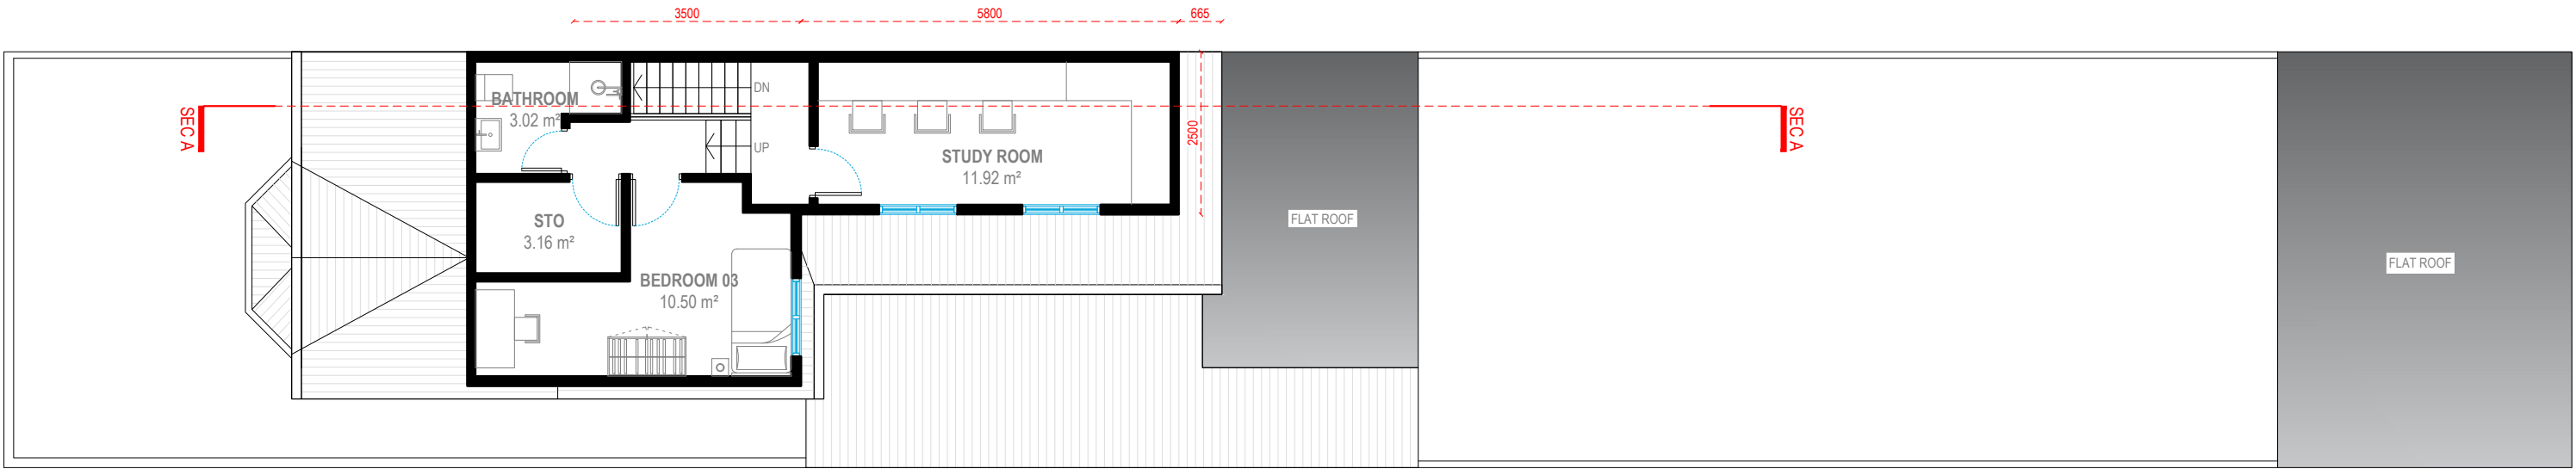 3500
5800
665
SEC A
BATHROOM
3.02 m²
DN
UP
2500
STUDY ROOM
11.92 m²
SEC A
STO
3.16 m²
FLAT ROOF
FLAT ROOF
BEDROOM 03
10.50 m²